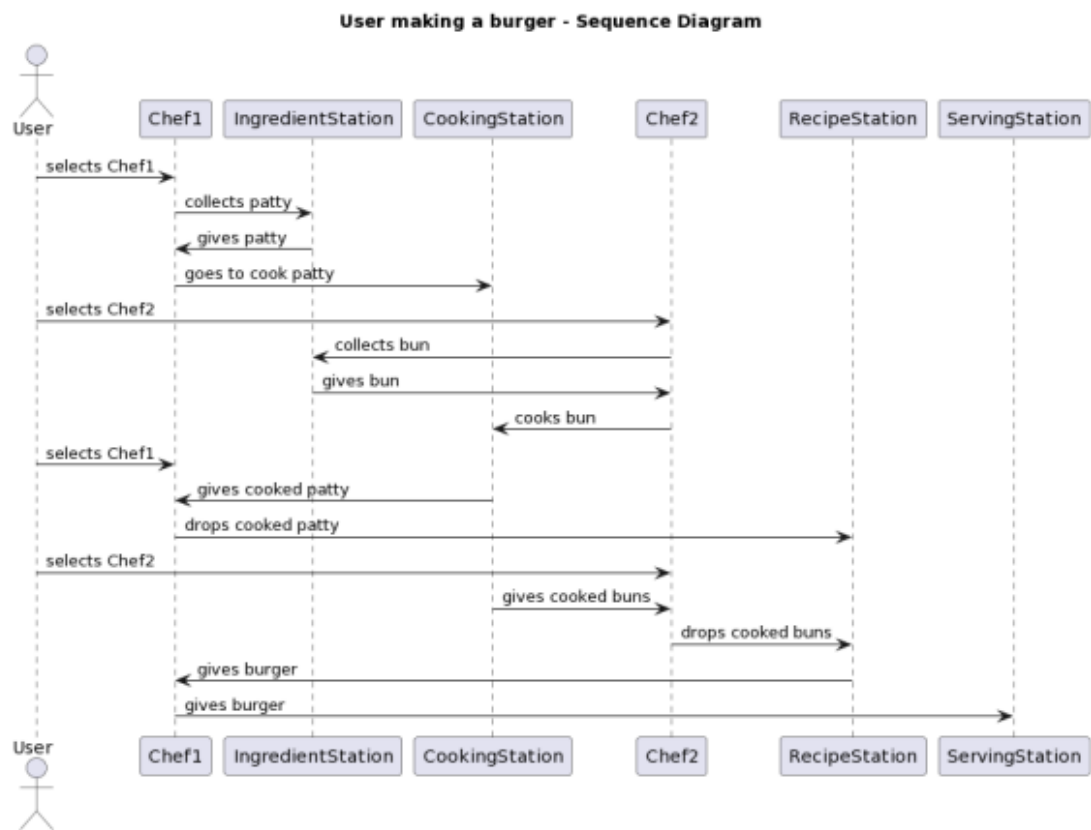 User making a burger - Sequence Diagram
User
Chef1 IngredientStation CookingStation Chef2 RecipeStation ServingStation
selects Chef1
collects patty
gives patty
goes to cook patty
selects Chef2
collects bun
gives bun
cooks bun
selects Chef1
gives cooked patty
drops cooked patty
selects Chef2
gives cooked buns
drops cooked buns
gives burger
gives burger
User
Chef1 IngredientStation CookingStation Chef2 RecipeStation ServingStation